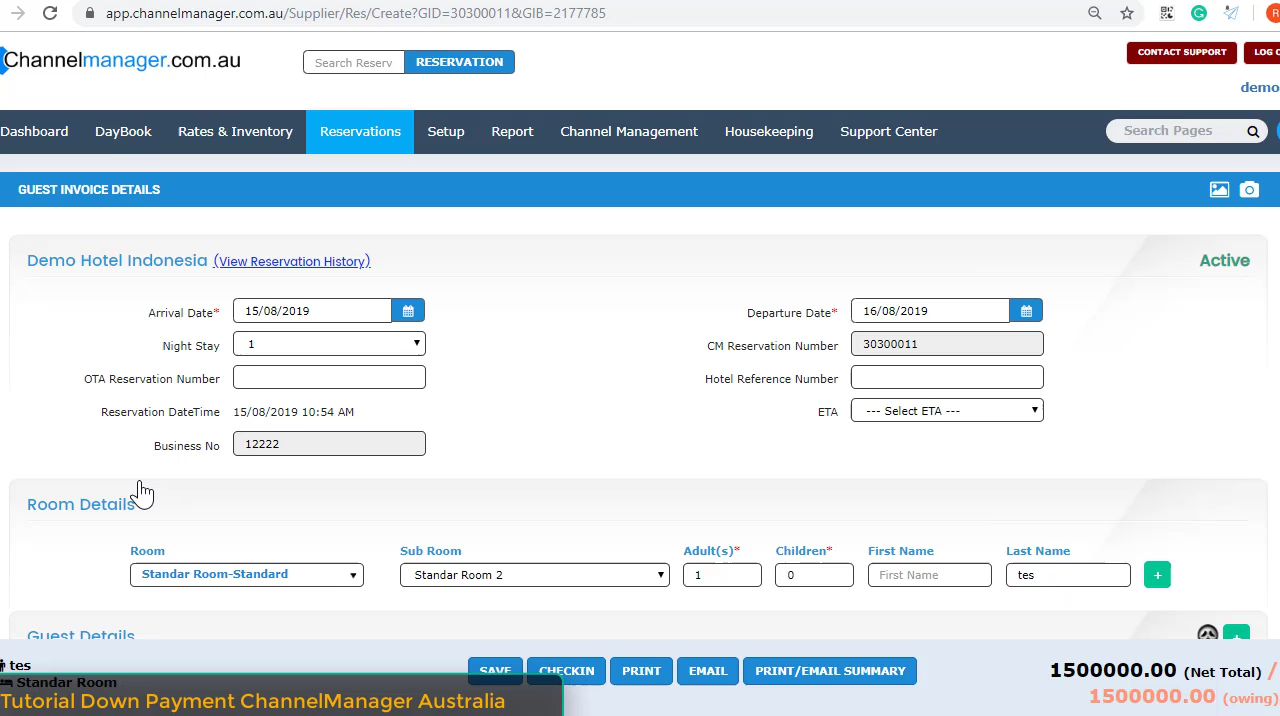 app.channelmanager.com.au/Supplier/Res/Create?GID=30300011&GIB=2177785
Channelmanager.com.au
Search Reserv
RESERVATION
CONTACT SUPPORT
LOG
demo
Dashboard
DayBook
Rates & Inventory
Reservations
Setup
Report
Channel Management
Housekeeping
Support Center
Search Pages
GUEST INVOICE DETAILS
Demo Hotel Indonesia (View Reservation History)
Active
Arrival Date* 15/08/2019
Departure Date* 16/08/2019
Night Stay 1
CM Reservation Number 30300011
OTA Reservation Number
Hotel Reference Number
Reservation DateTime 15/08/2019 10:54 AM
ETA --- Select ETA ---
Business No 12222
Room Details
Room
Sub Room
Adult(s)*
Children*
First Name
Last Name
Standar Room-Standard
Standar Room 2
1
0
First Name
tes
+
Guest Details
tes
Standar Room
SAVE
CHECKIN
PRINT
EMAIL
PRINT/EMAIL SUMMARY
1500000.00 (Net Total) /
1500000.00 (owing)
Tutorial Down Payment ChannelManager Australia